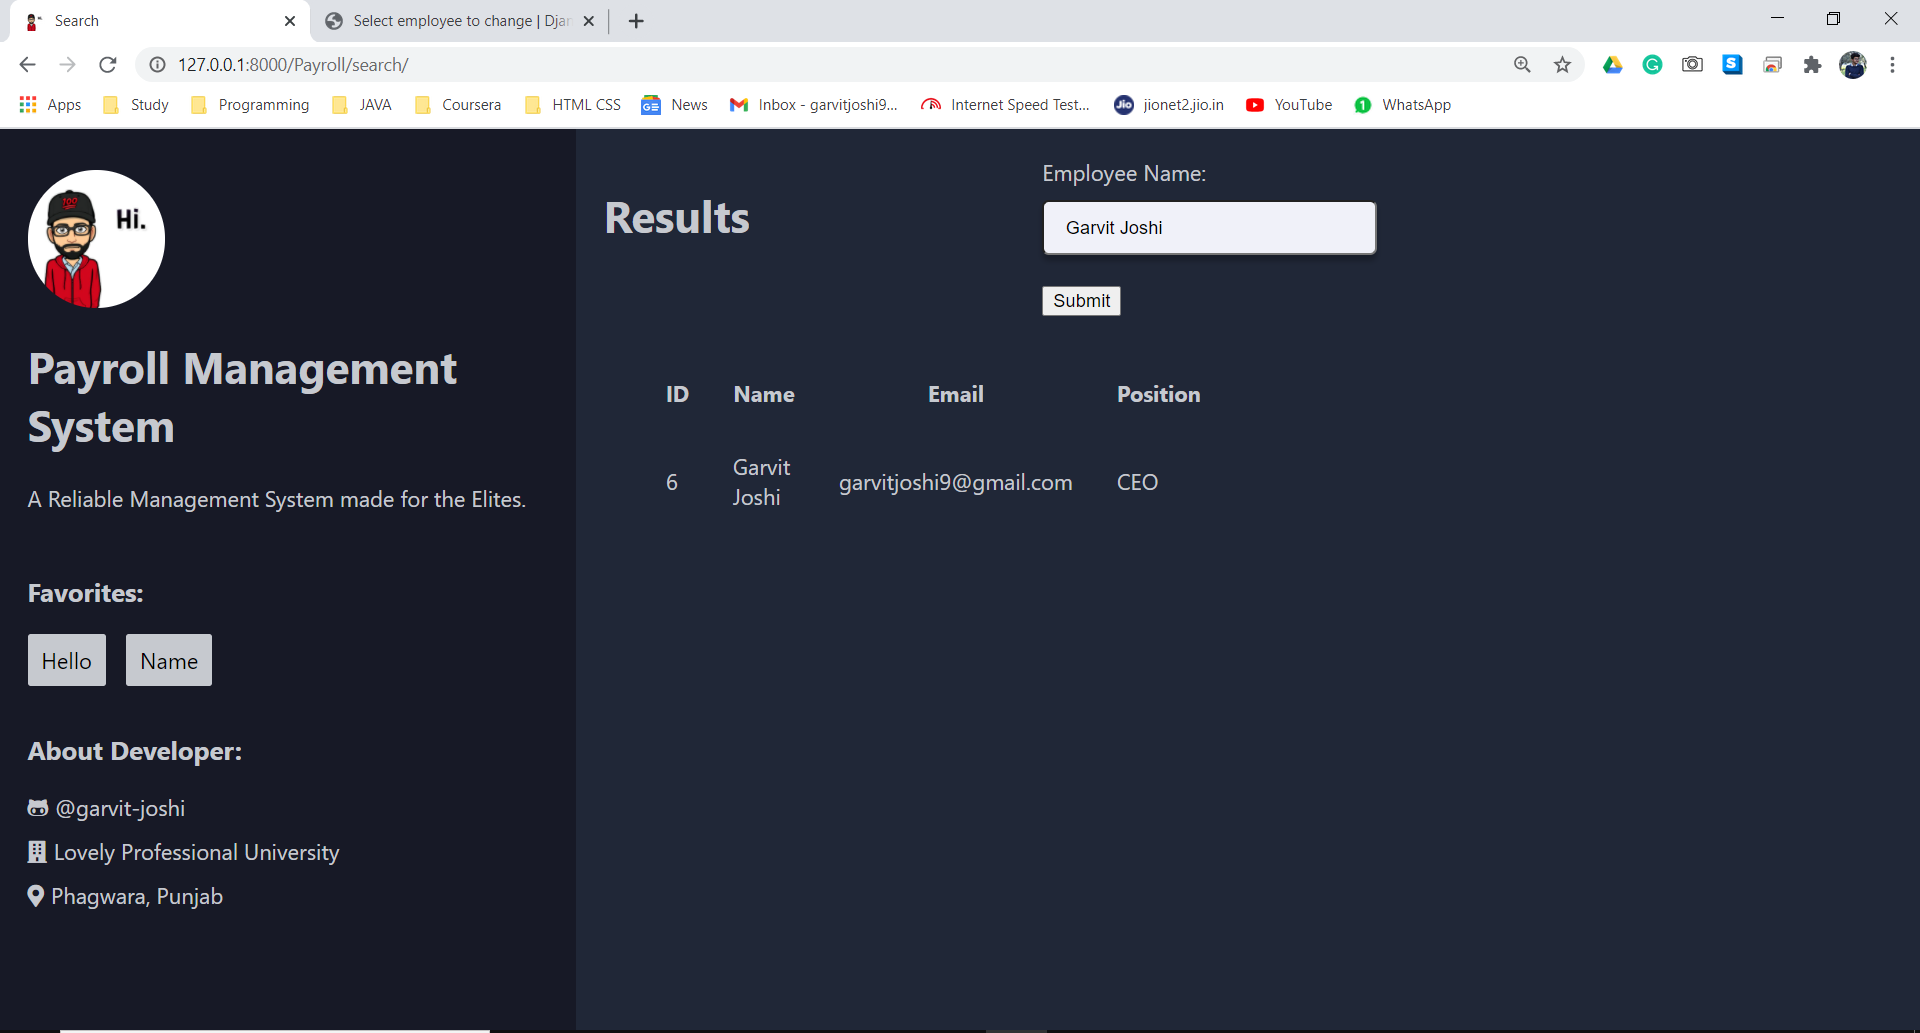 Search
Select employee to change | Djan
127.0.0.1:8000/Payroll/search/
Apps Study Programming JAVA Coursera HTML CSS News Inbox - garvitjoshi9... Internet Speed Test... jionet2.jio.in YouTube WhatsApp
Hi.
Payroll Management
System
A Reliable Management System made for the Elites.
Favorites:
Hello Name
About Developer:
@garvit-joshi
Lovely Professional University
Phagwara, Punjab
Results
Employee Name:
Garvit Joshi
Submit
ID Name Email Position
6 Garvit Joshi garvitjoshi9@gmail.com CEO